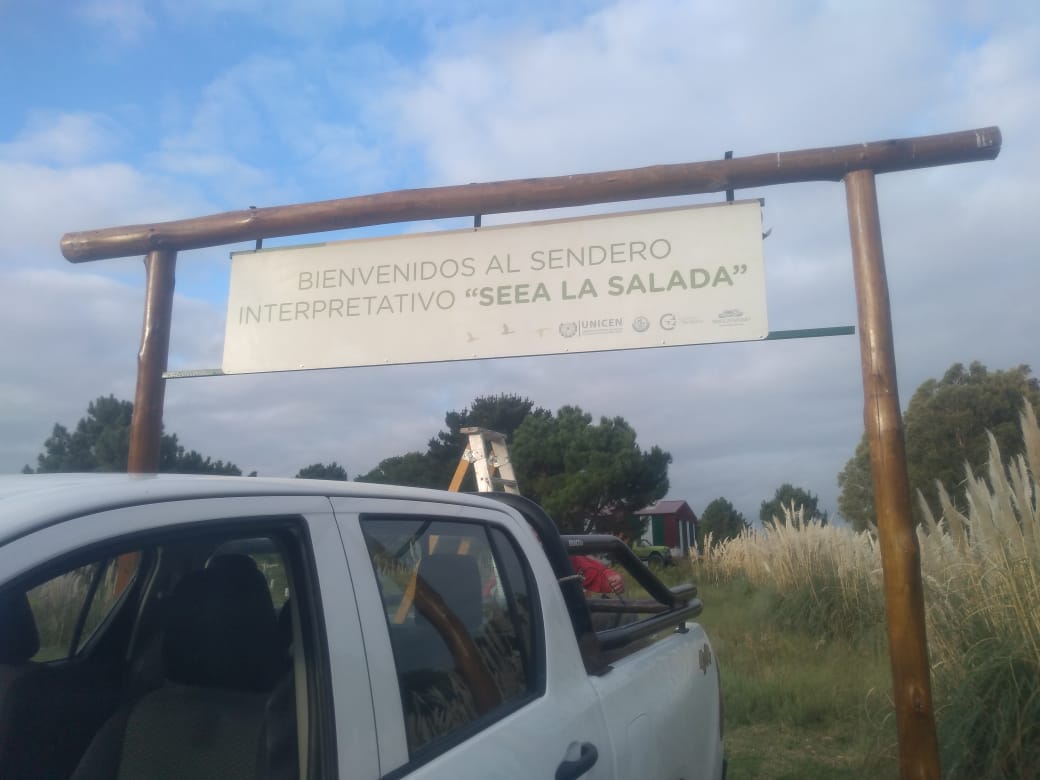 BIENVENIDOS AL SENDERO
INTERPRETATIVO “SEEA LA SALADA”
UNICEN